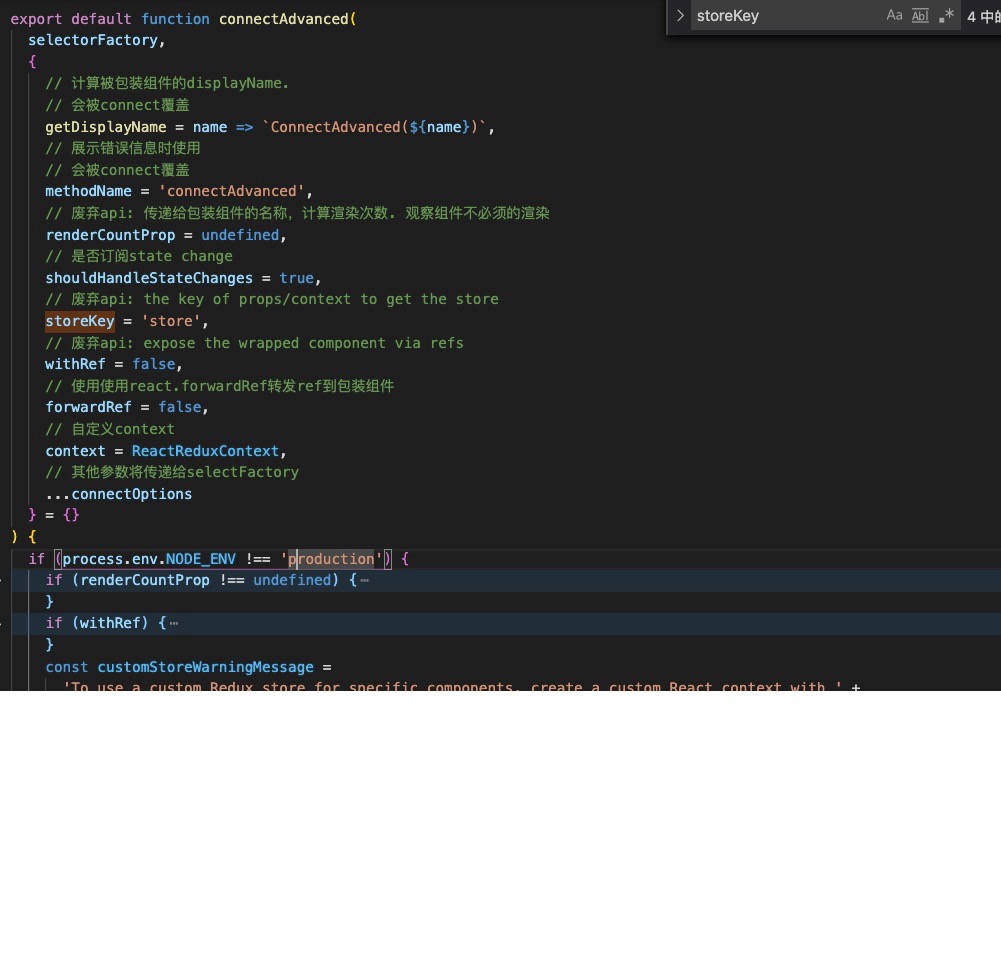 export default function connectAdvanced(
storeKey
Aa Abl .* 4 中的
selectorFactory,
{
// 计算被包装组件的displayName.
// 会被connect覆盖
getDisplayName = name => `ConnectAdvanced(${name})`,
// 展示错误信息时使用
// 会被connect覆盖
methodName = 'connectAdvanced',
// 废弃api: 传递给包装组件的名称，计算渲染次数. 观察组件不必须的渲染
renderCountProp = undefined,
// 是否订阅state change
shouldHandleStateChanges = true,
// 废弃api: the key of props/context to get the store
storeKey = 'store',
// 废弃api: expose the wrapped component via refs
withRef = false,
// 使用使用react.forwardRef转发ref到包装组件
forwardRef = false,
// 自定义context
context = ReactReduxContext,
// 其他参数将传递给selectFactory
...connectOptions
} = {}
) {
if (process.env.NODE_ENV !== 'production') {
if (renderCountProp !== undefined) {…
}
if (withRef) {…
}
const customStoreWarningMessage =
'To use a custom Redux store for specific components, create a custom React context with ' +